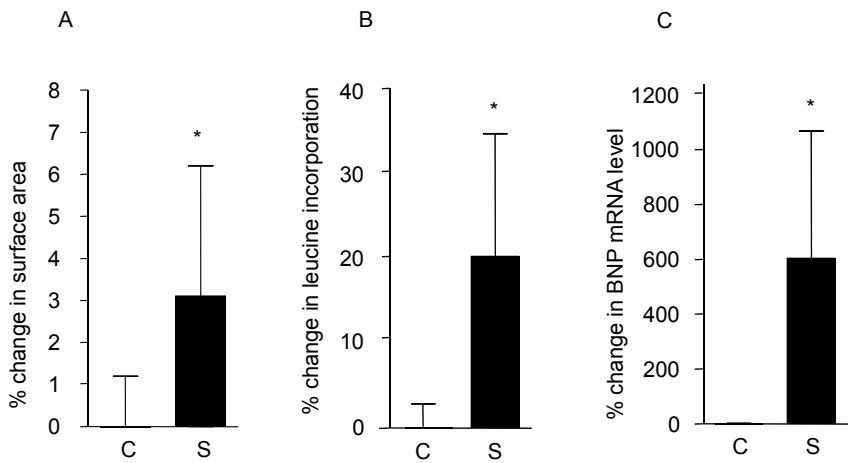 A
% change in surface area
8
7
6
5
4
3
2
1
0
*
C
S
B
% change in leucine incorporation
40
30
20
10
0
*
C
S
C
% change in BNP mRNA level
1200
1000
800
600
400
200
0
*
C
S